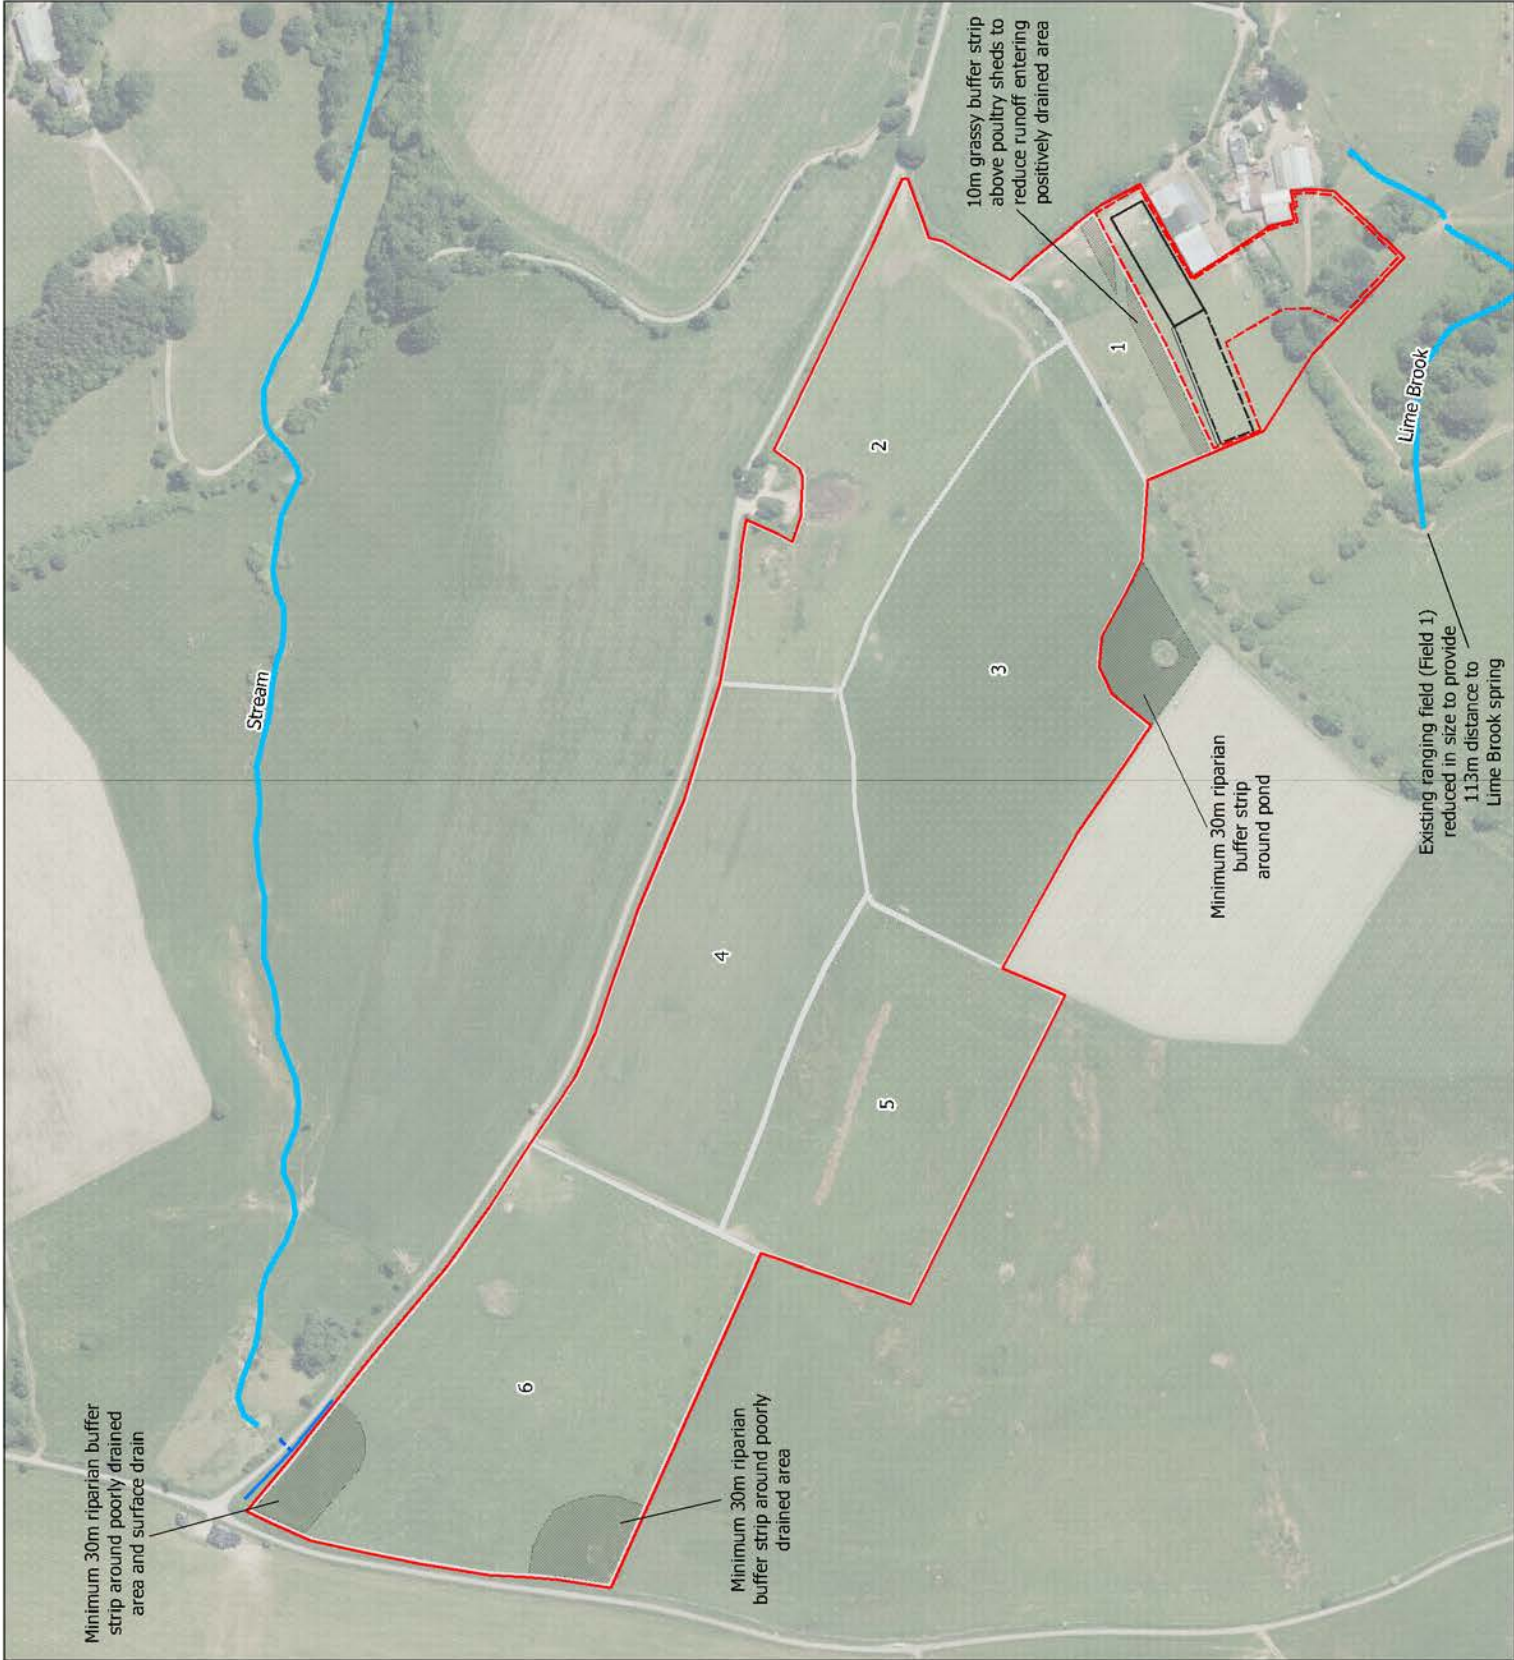 Minimum 30m riparian buffer
strip around poorly drained
area and surface drain
Stream
6
Minimum 30m riparian
buffer strip around poorly
drained area
4
5
2
3
1
10m grassy buffer strip
above poultry sheds to
reduce runoff entering
positively drained area
Minimum 30m riparian
buffer strip
around pond
Lime Brook
Existing ranging field (Field 1)
reduced in size to provide
113m distance to
Lime Brook spring